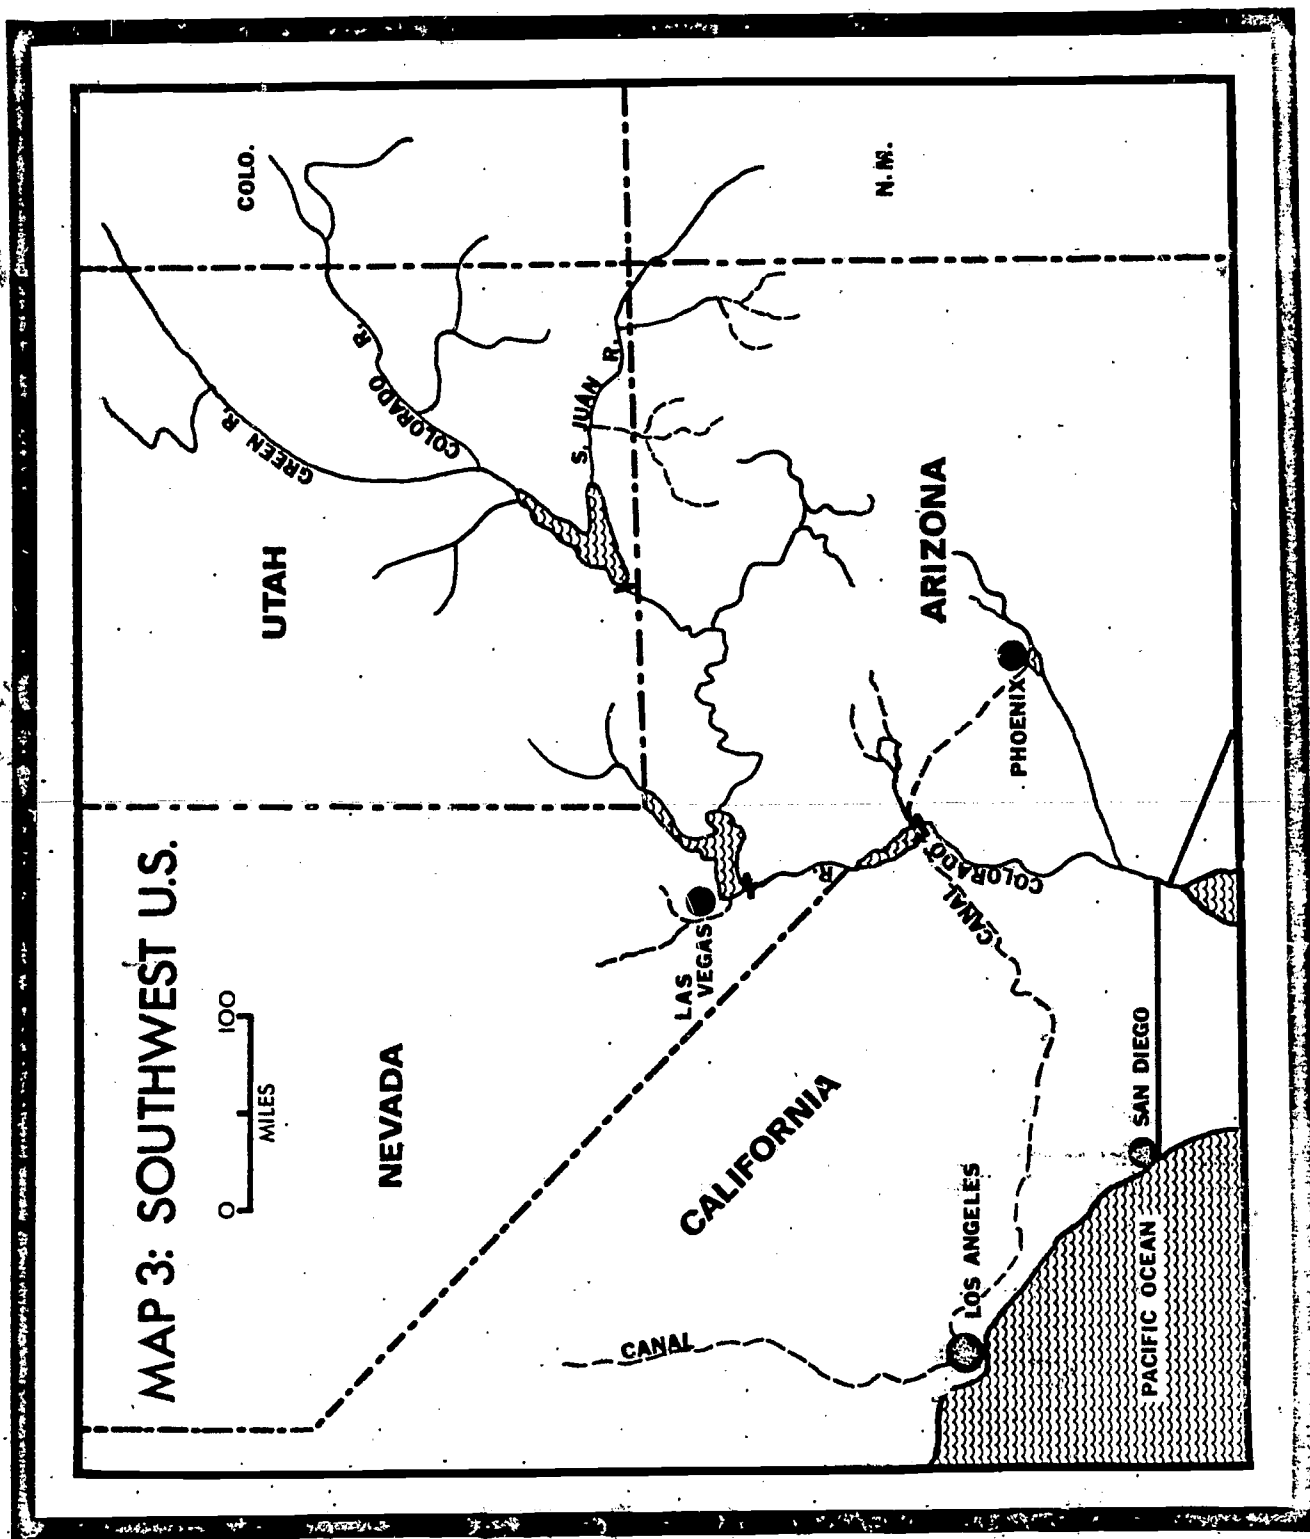 MAP 3: SOUTHWEST U.S.
0 100
MILES
NEVADA
UTAH
COLO.
GREEN R.
COLORADO R.
S. JUAN R.
N.M.
ARIZONA
PHOENIX
LAS
VEGAS
CALIFORNIA
COLORADO R.
CANAL
CANAL
LOS ANGELES
SAN DIEGO
PACIFIC OCEAN